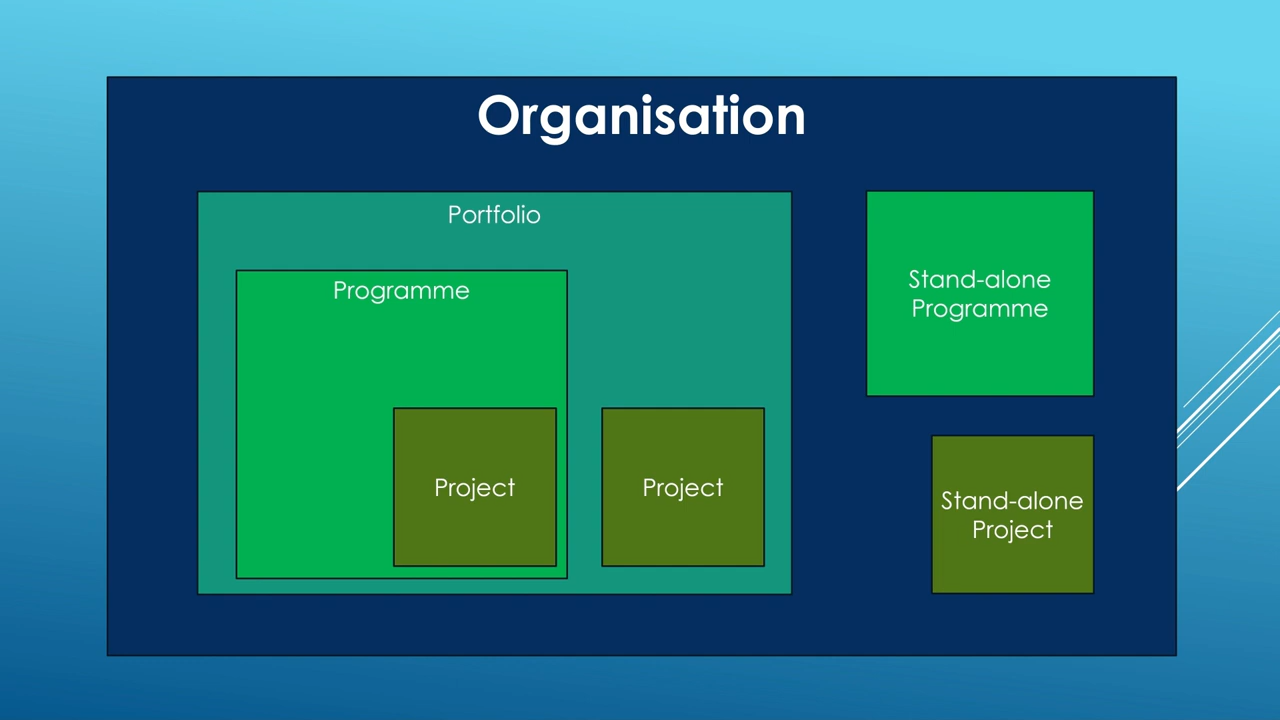 Organisation
Portfolio
Programme
Project
Project
Stand-alone
Programme
Stand-alone
Project